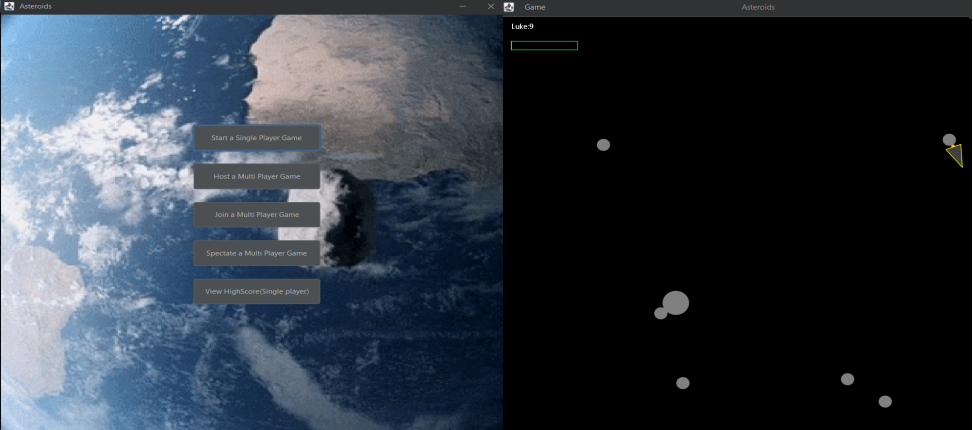 Asteroids
Start a Single Player Game
Host a Multi Player Game
Join a Multi Player Game
Spectate a Multi Player Game
View HighScore(Single player)
Game
Asteroids
Luke:9